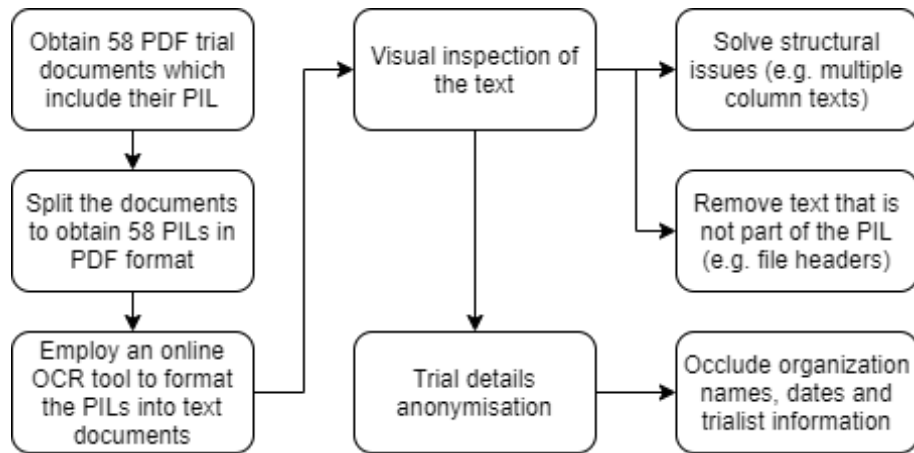 Obtain 58 PDF trial
documents which
include their PIL
Split the documents
to obtain 58 PILs in
PDF format
Employ an online
OCR tool to format
the PILs into text
documents
Visual inspection of
the text
Solve structural
issues (e.g. multiple
column texts)
Remove text that is
not part of the PIL
(e.g. file headers)
Trial details
anonymisation
Occlude organization
names, dates and
trialist information